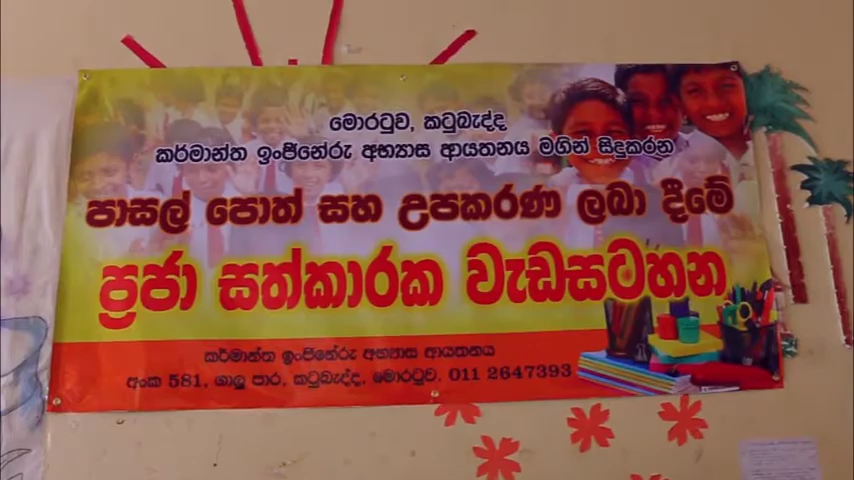 මොරටුව, කටුබැද්ද
කර්මාන්ත ඉංජිනේරු අභ්‍යාස ආයතනය මගින් සිදුකරන
පාසල් පොත් සහ උපකරණ ලබා දීමේ
ප්‍රජා සත්කාරක වැඩසටහන
කර්මාන්ත ඉංජිනේරු අභ්‍යාස ආයතනය
අංක 581, ගාලු පාර, කටුබැද්ද, මොරටුව. 011 2647393